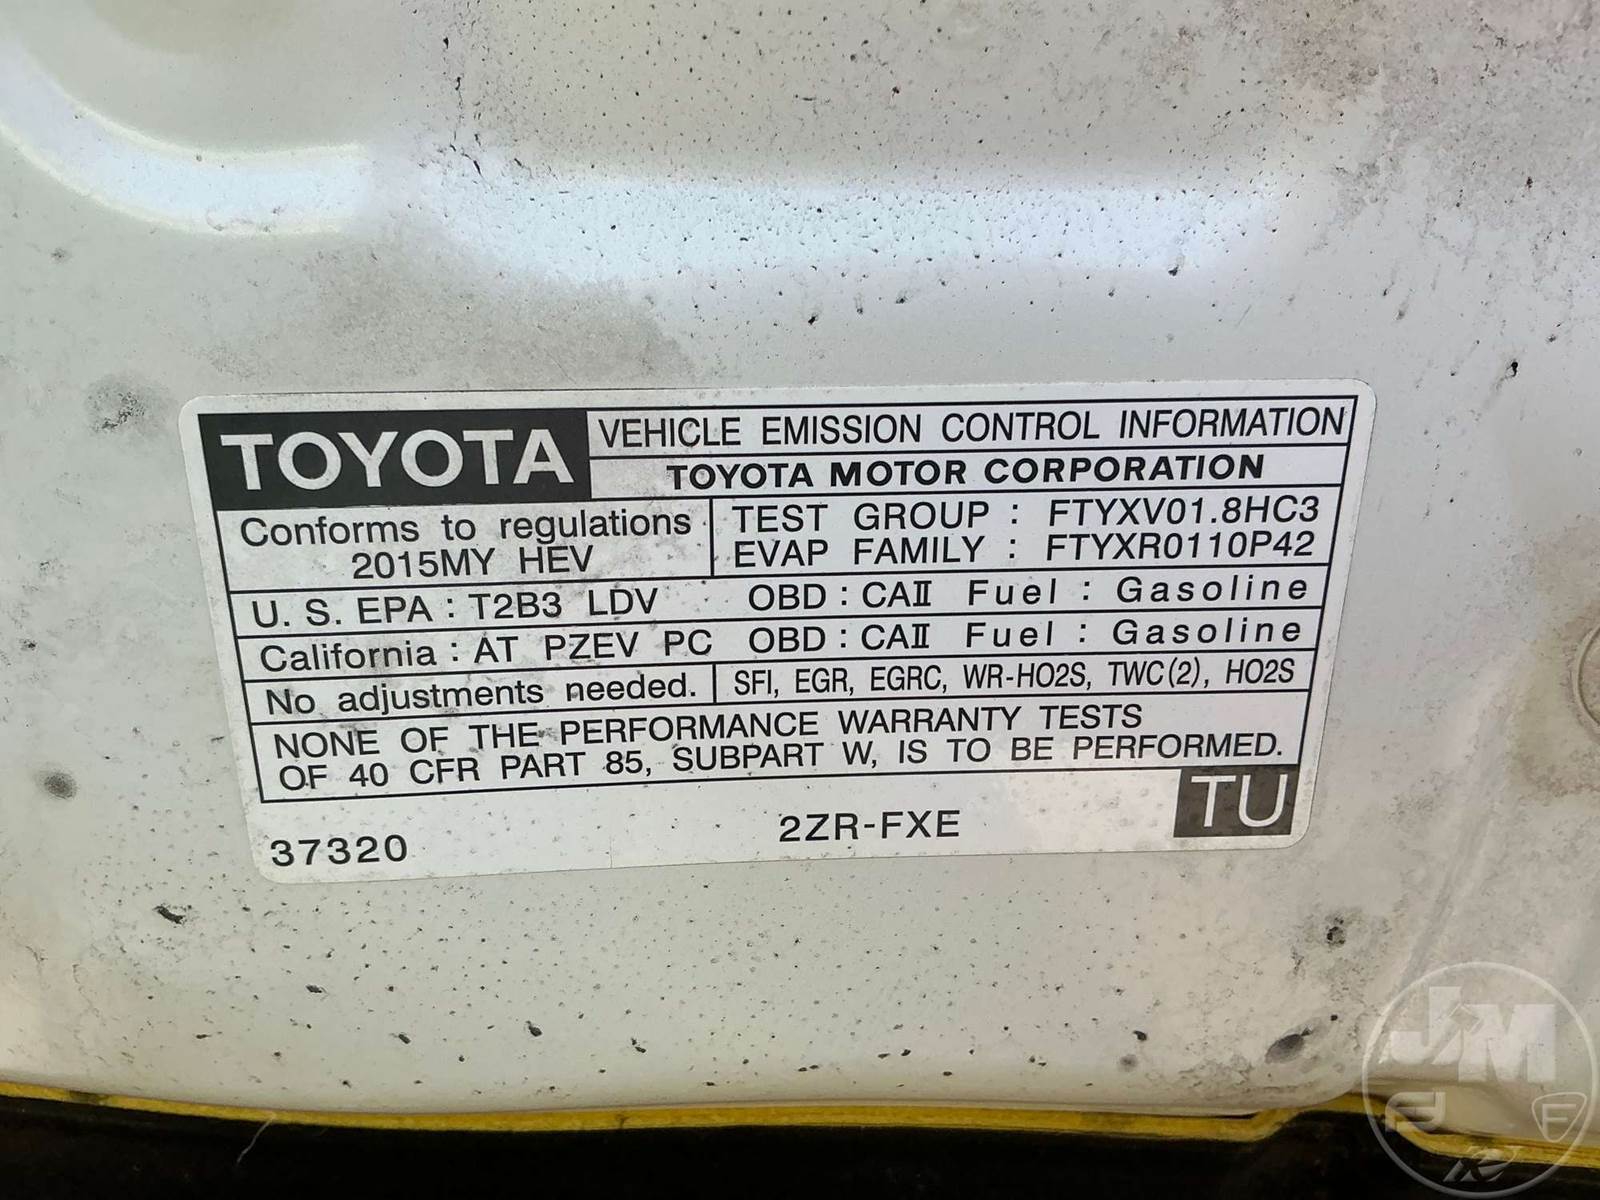 TOYOTA
VEHICLE EMISSION CONTROL INFORMATION
TOYOTA MOTOR CORPORATION
Conforms to regulations
2015MY HEV
TEST GROUP : FTYXV01.8HC3
EVAP FAMILY : FTYXR0110P42
U. S. EPA : T2B3 LDV OBD : CAⅡ Fuel : Gasoline
California : AT PZEV PC OBD : CAⅡ Fuel : Gasoline
No adjustments needed.
SFI, EGR, EGRC, WR-HO2S, TWC(2), HO2S
NONE OF THE PERFORMANCE WARRANTY TESTS
OF 40 CFR PART 85, SUBPART W, IS TO BE PERFORMED.
37320
2ZR-FXE
TU
JM